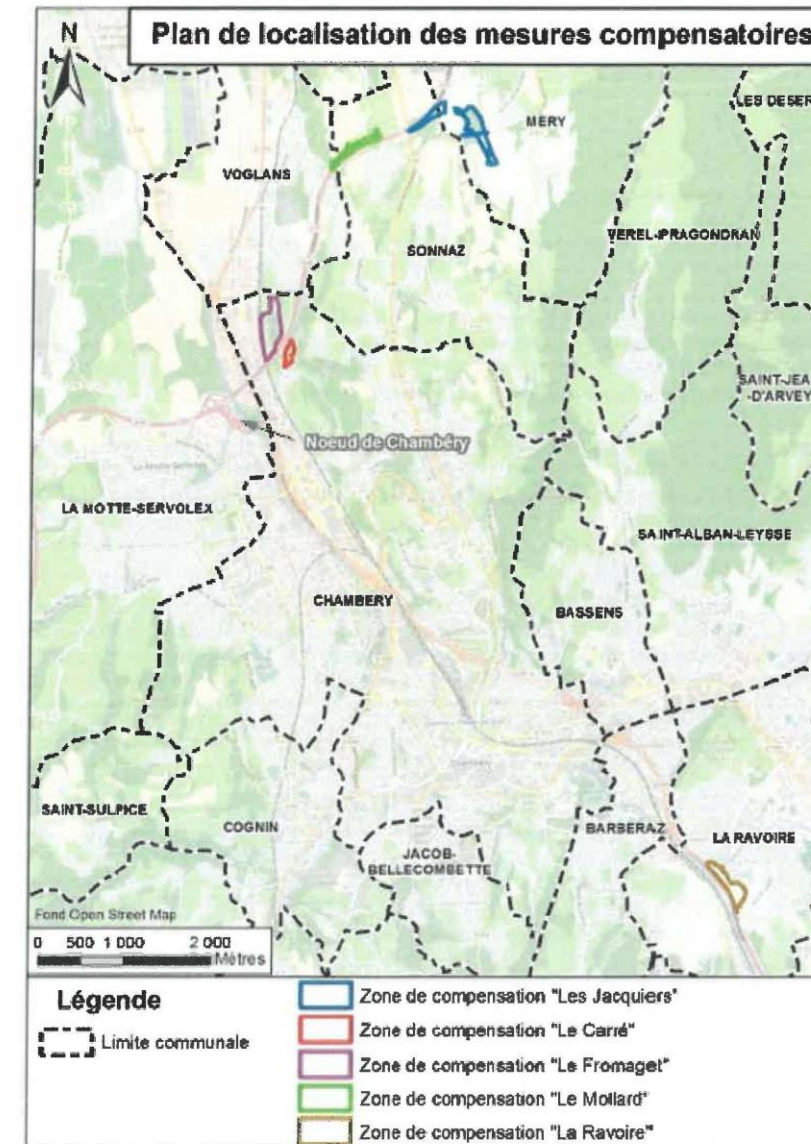 N
Plan de localisation des mesures compensatoires
LES DESER
MERY
VOGLANS
SONNAZ
VEREL-PRAGONDRAN
SAINT-JEA
-D'ARVEY
Noeud de Chambéry
LA MOTTE-SERVOLEX
SAINT-ALBAN-LEYSSE
CHAMBERY
BASSENS
SAINT-SULPICE
COGNIN
JACOB-
BELLECOMBETTE
BARBERAZ
LA RAVOIRE
Fond Open Street Map
0 500 1 000 2 000
Mètres
Légende
Limite communale
Zone de compensation "Les Jacquiers"
Zone de compensation "Le Carré"
Zone de compensation "Le Fromaget"
Zone de compensation "Le Mollard"
Zone de compensation "La Ravoire"